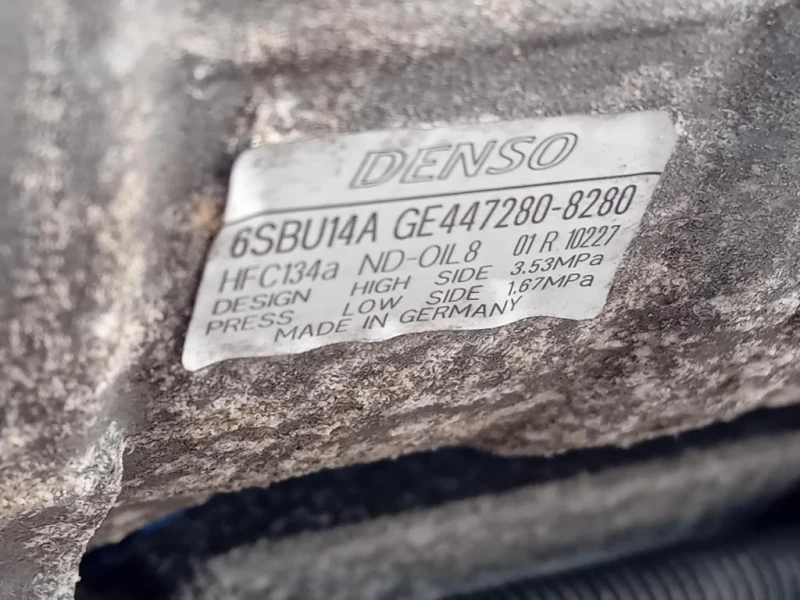 DENSO
6SBU14A GE447280-8280
HFC134a ND-OIL8 01 R 10227
DESIGN HIGH SIDE 3.53MPa
PRESS LOW SIDE 1.67MPa
MADE IN GERMANY